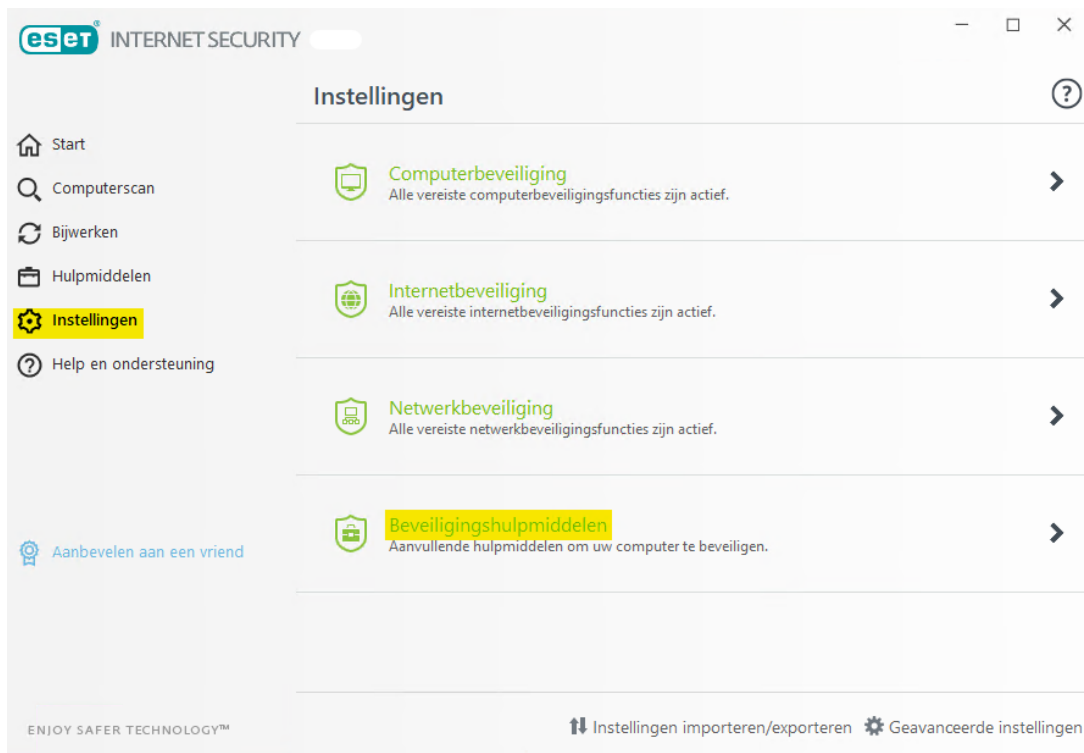 eset® INTERNET SECURITY
Instellingen
Start
Computerscan
Bijwerken
Hulpmiddelen
Instellingen
Help en ondersteuning
Aanbevelen aan een vriend
Computerbeveiliging
Alle vereiste computerbeveiligingsfuncties zijn actief.
Internetbeveiliging
Alle vereiste internetbeveiligingsfuncties zijn actief.
Netwerkbeveiliging
Alle vereiste netwerkbeveiligingsfuncties zijn actief.
Beveiligingshulpmiddelen
Aanvullende hulpmiddelen om uw computer te beveiligen.
ENJOY SAFER TECHNOLOGY™
Instellingen importeren/exporteren Geavanceerde instellingen